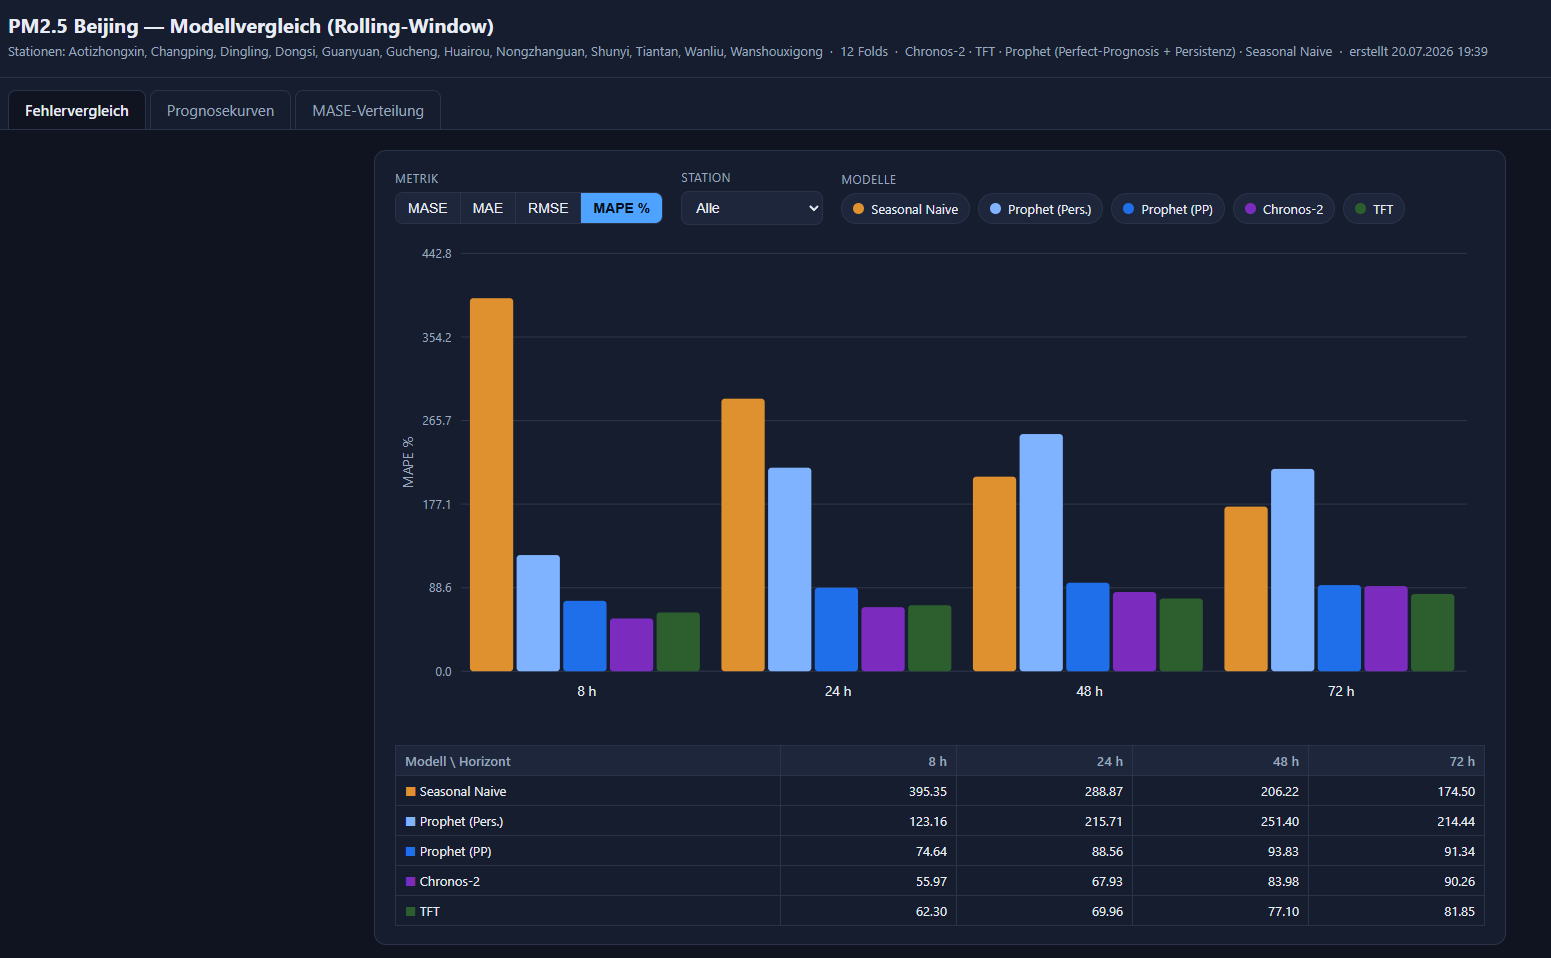 PM2.5 Beijing — Modellvergleich (Rolling-Window)
Stationen: Aotizhongxin, Changping, Dingling, Dongsi, Guanyuan, Gucheng, Huairou, Nongzhanguan, Shunyi, Tiantan, Wanliu, Wanshouxigong · 12 Folds · Chronos-2 · TFT · Prophet (Perfect-Prognosis + Persistenz) · Seasonal Naive · erstellt 20.07.2026 19:39
Fehlervergleich Prognosekurven MASE-Verteilung
METRIK STATION MODELLE
MASE MAE RMSE MAPE % Alle Seasonal Naive Prophet (Pers.) Prophet (PP) Chronos-2 TFT
442.8
354.2
265.7
MAPE %
177.1
88.6
0.0
8 h 24 h 48 h 72 h
Modell \ Horizont 8 h 24 h 48 h 72 h
Seasonal Naive 395.35 288.87 206.22 174.50
Prophet (Pers.) 123.16 215.71 251.40 214.44
Prophet (PP) 74.64 88.56 93.83 91.34
Chronos-2 55.97 67.93 83.98 90.26
TFT 62.30 69.96 77.10 81.85